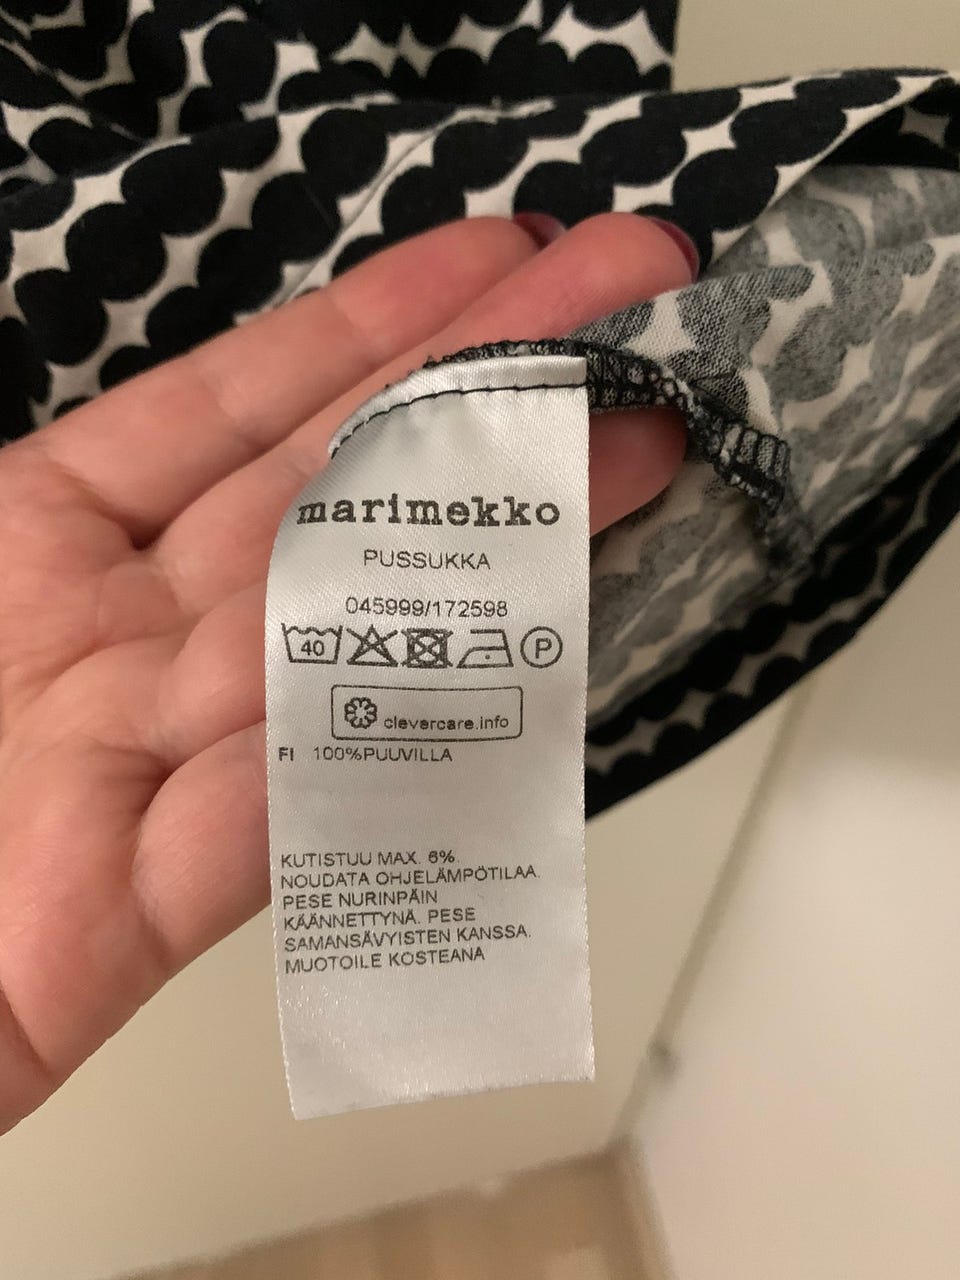 marimekko
PUSSUKKA
045999/172598
40 P
clevercare.info
FI 100%PUUVILLA
KUTISTUU MAX. 6%.
NOUDATA OHJELÄMPÖTILAA.
PESE NURINPÄIN
KÄÄNNETTYNÄ. PESE
SAMANSÄVYISTEN KANSSA.
MUOTOILE KOSTEANA